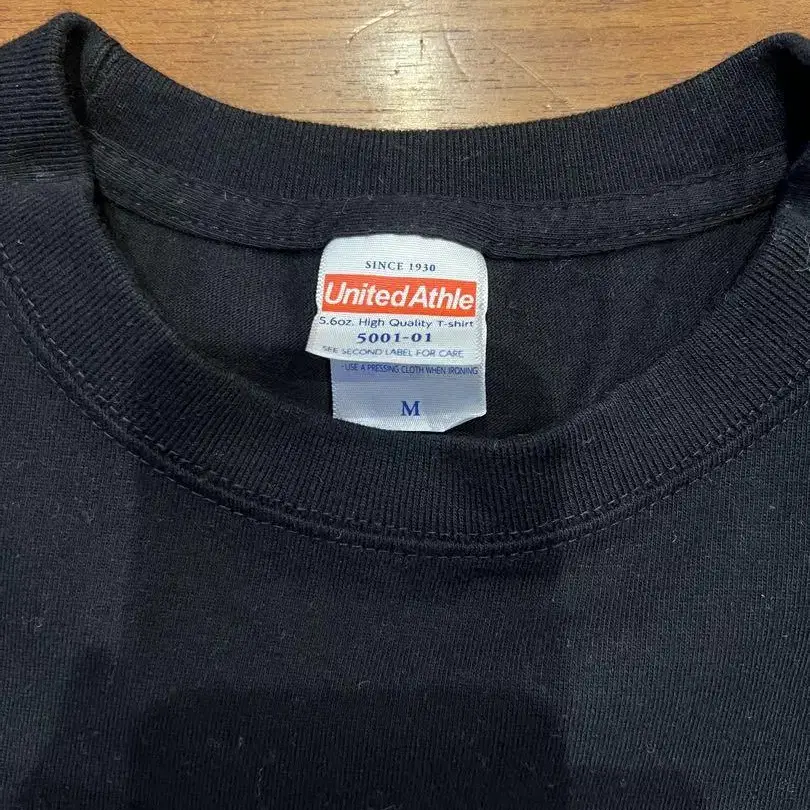 SINCE 1930
United Athle
5.6oz. High Quality T-shirt
5001-01
SEE SECOND LABEL FOR CARE
-USE A PRESSING CLOTH WHEN IRONING
M